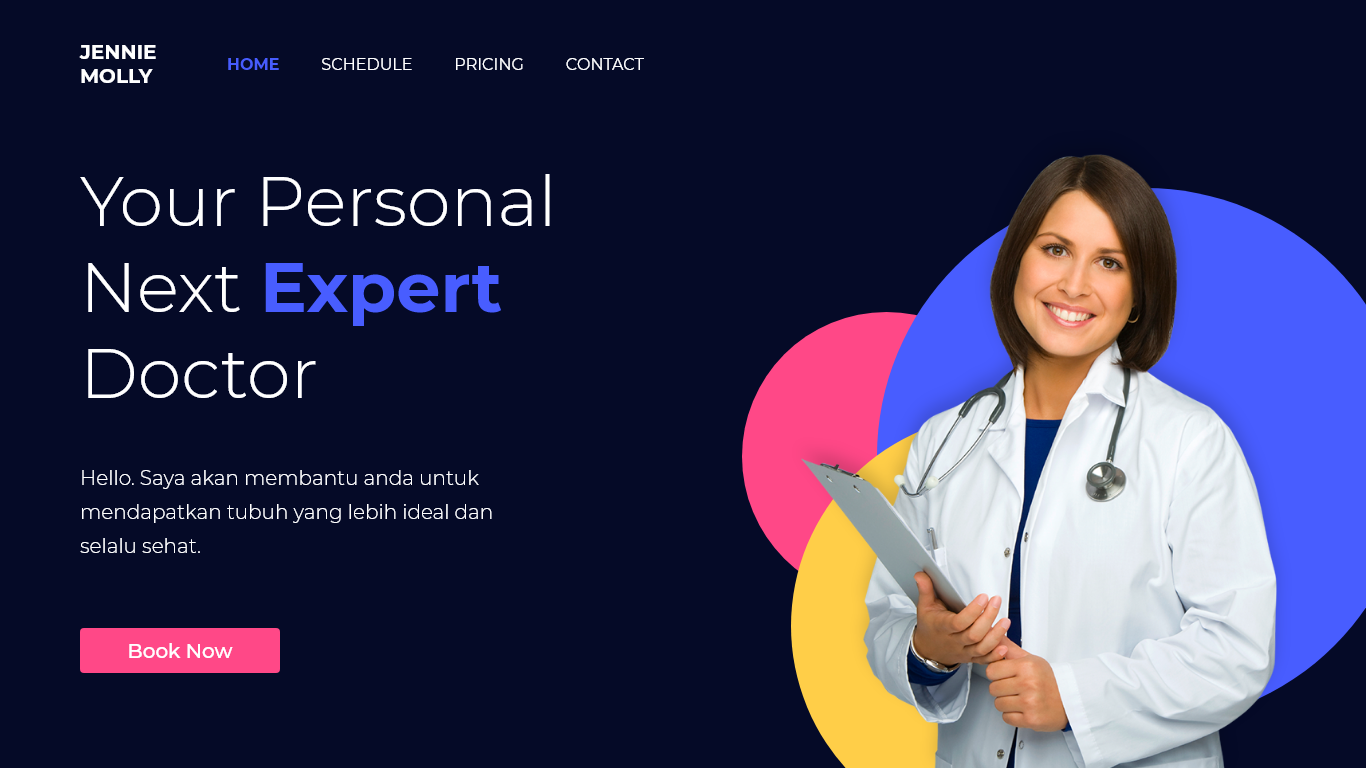 JENNIE
MOLLY
HOME SCHEDULE PRICING CONTACT
Your Personal
Next Expert
Doctor
Hello. Saya akan membantu anda untuk
mendapatkan tubuh yang lebih ideal dan
selalu sehat.
Book Now